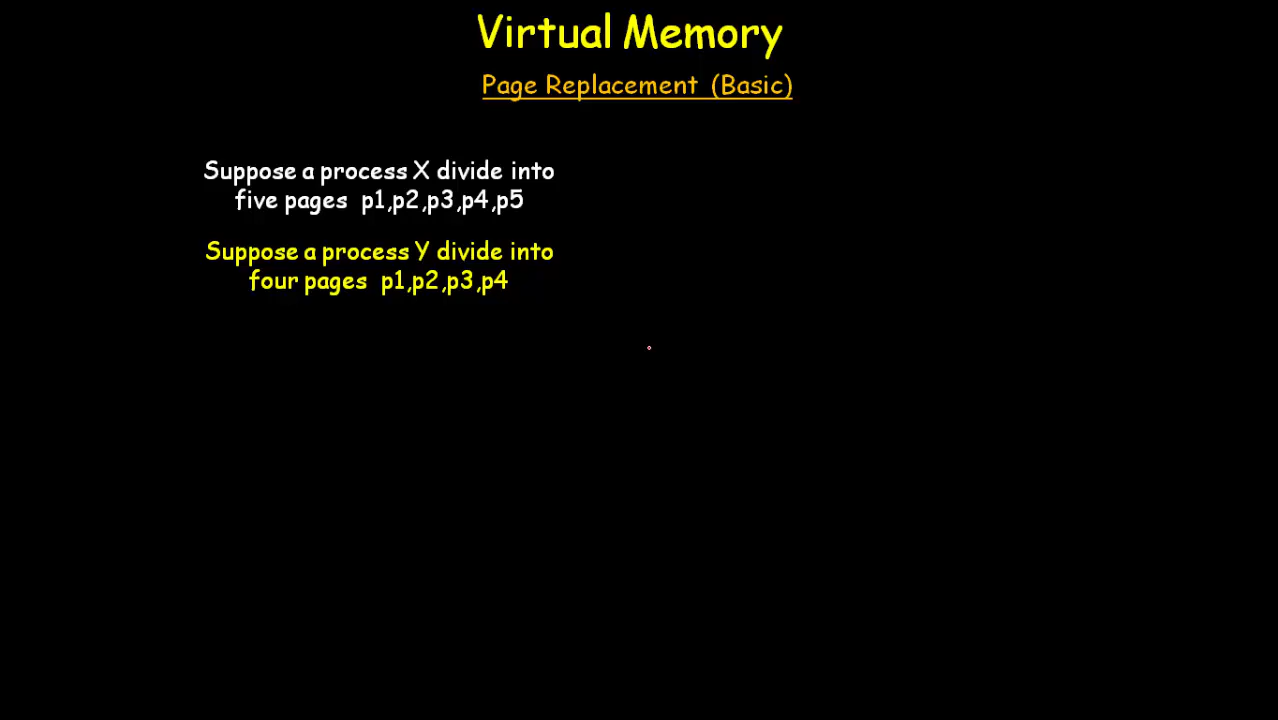 Virtual Memory
Page Replacement (Basic)
Suppose a process X divide into
five pages p1,p2,p3,p4,p5
Suppose a process Y divide into
four pages p1,p2,p3,p4